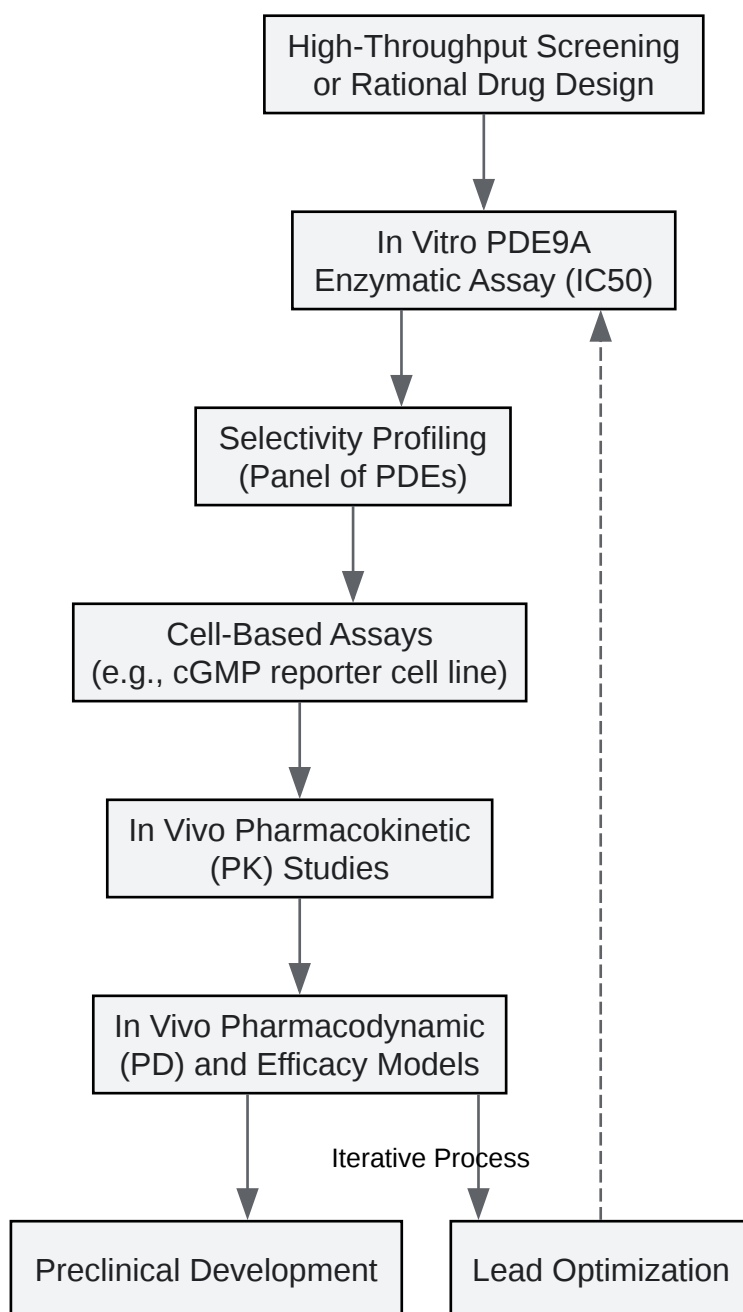 High-Throughput Screening
or Rational Drug Design
In Vitro PDE9A
Enzymatic Assay (IC50)
Selectivity Profiling
(Panel of PDEs)
Cell-Based Assays
(e.g., cGMP reporter cell line)
In Vivo Pharmacokinetic
(PK) Studies
In Vivo Pharmacodynamic
(PD) and Efficacy Models
Iterative Process
Preclinical Development
Lead Optimization